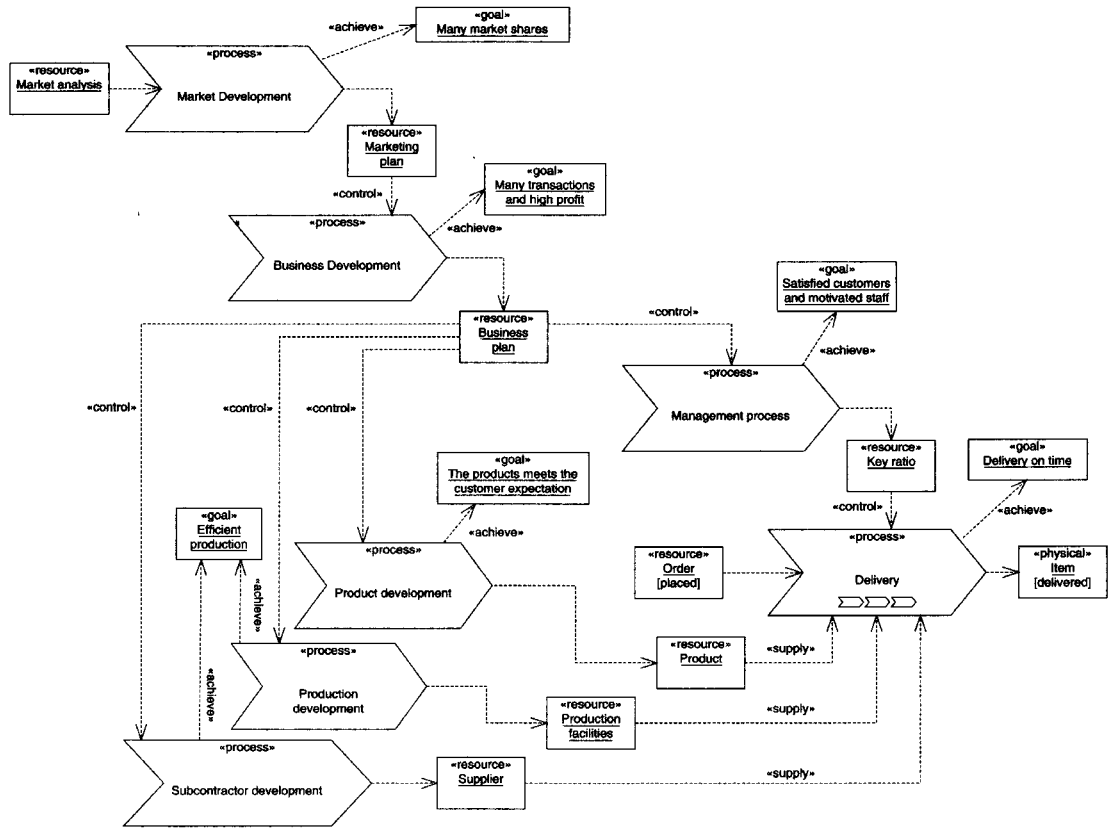 «goal»
Many market shares
«achieve»
«process»
Market Development
«resource»
Market analysis
«resource»
Marketing
plan
«control»
«goal»
Many transactions
and high profit
«achieve»
«process»
Business Development
«goal»
Satisfied customers
and motivated staff
«resource»
Business
plan
«control»
«achieve»
«process»
Management process
«control»
«control»
«control»
«resource»
Key ratio
«goal»
Delivery on time
«goal»
The products meets the
customer expectation
«control»
«achieve»
«achieve»
«goal»
Efficient
production
«process»
Product development
«resource»
Order
[placed]
«process»
Delivery
«physical»
Item
[delivered]
«achieve»
«process»
Production
development
«resource»
Product
«supply»
«achieve»
«resource»
Production
facilities
«supply»
«process»
Subcontractor development
«resource»
Supplier
«supply»